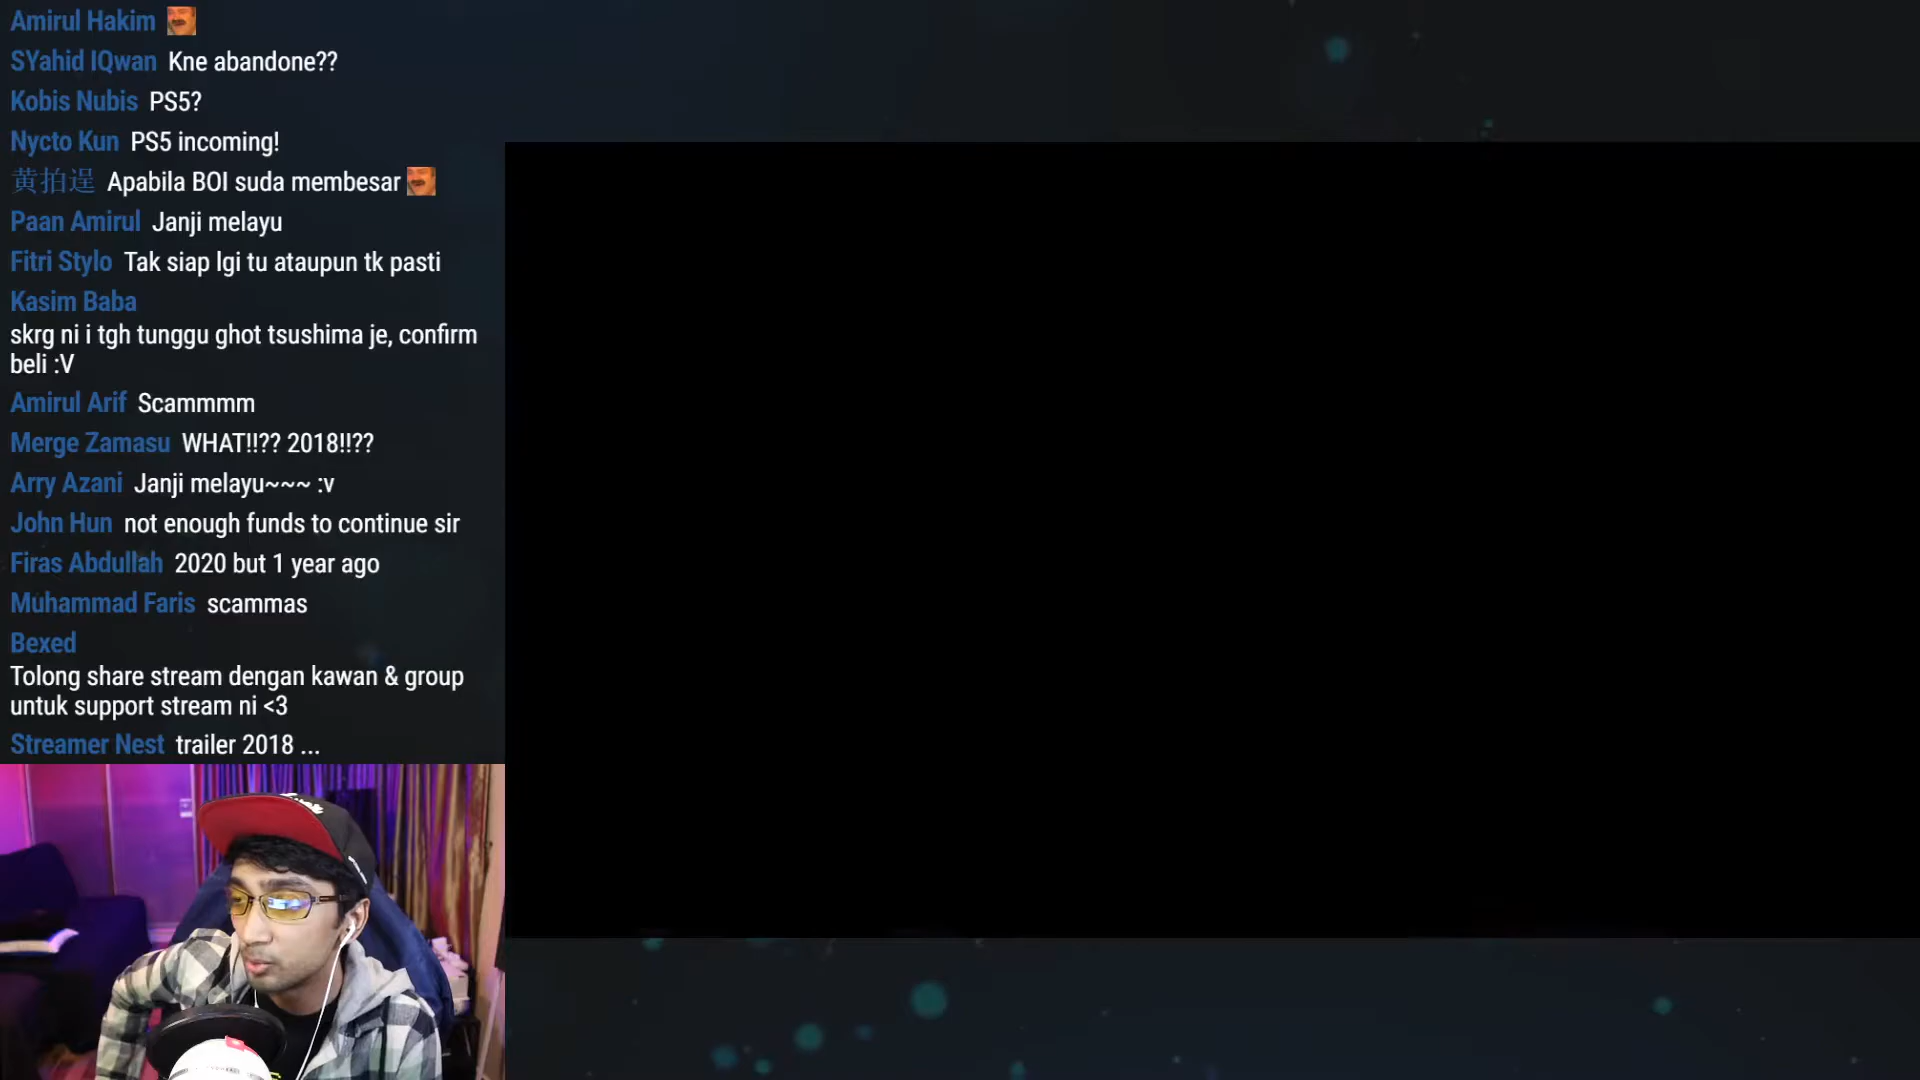 Amirul Hakim
SYahid IQwan Kne abandone??
Kobis Nubis PS5?
Nycto Kun PS5 incoming!
黄拍逞 Apabila BOI suda membesar
Paan Amirul Janji melayu
Fitri Stylo Tak siap lgi tu ataupun tk pasti
Kasim Baba
skrg ni i tgh tunggu ghot tsushima je, confirm
beli :V
Amirul Arif Scammmm
Merge Zamasu WHAT!!?? 2018!!??
Arry Azani Janji melayu~~~ :v
John Hun not enough funds to continue sir
Firas Abdullah 2020 but 1 year ago
Muhammad Faris scammas
Bexed
Tolong share stream dengan kawan & group
untuk support stream ni <3
Streamer Nest trailer 2018 ...